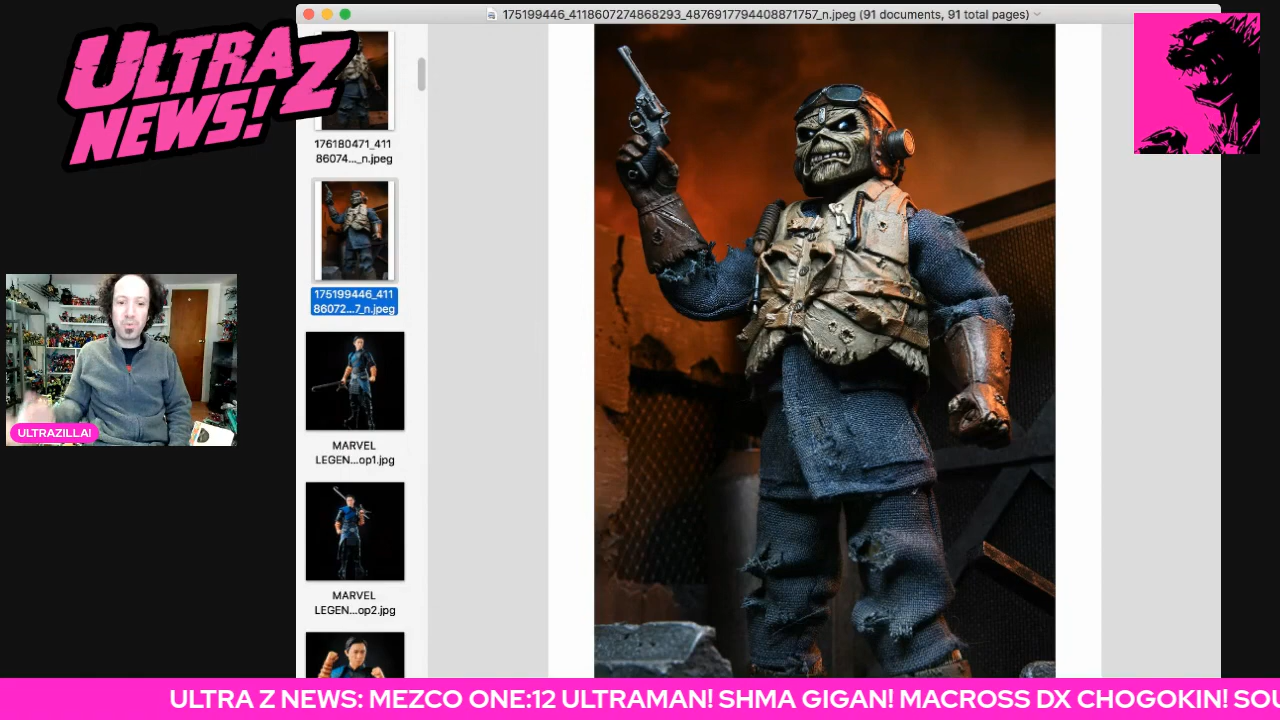 175199446_4118607274868293_4876917794408871757_n.jpeg (91 documents, 91 total pages)
ULTRA Z
NEWS!
176180471_411
86074..._n.jpeg
175199446_411
86072...7_n.jpeg
ULTRAZILLA!
MARVEL
LEGEN...op1.jpg
MARVEL
LEGEN...op2.jpg
ULTRA Z NEWS: MEZCO ONE:12 ULTRAMAN! SHMA GIGAN! MACROSS DX CHOGOKIN! SOU